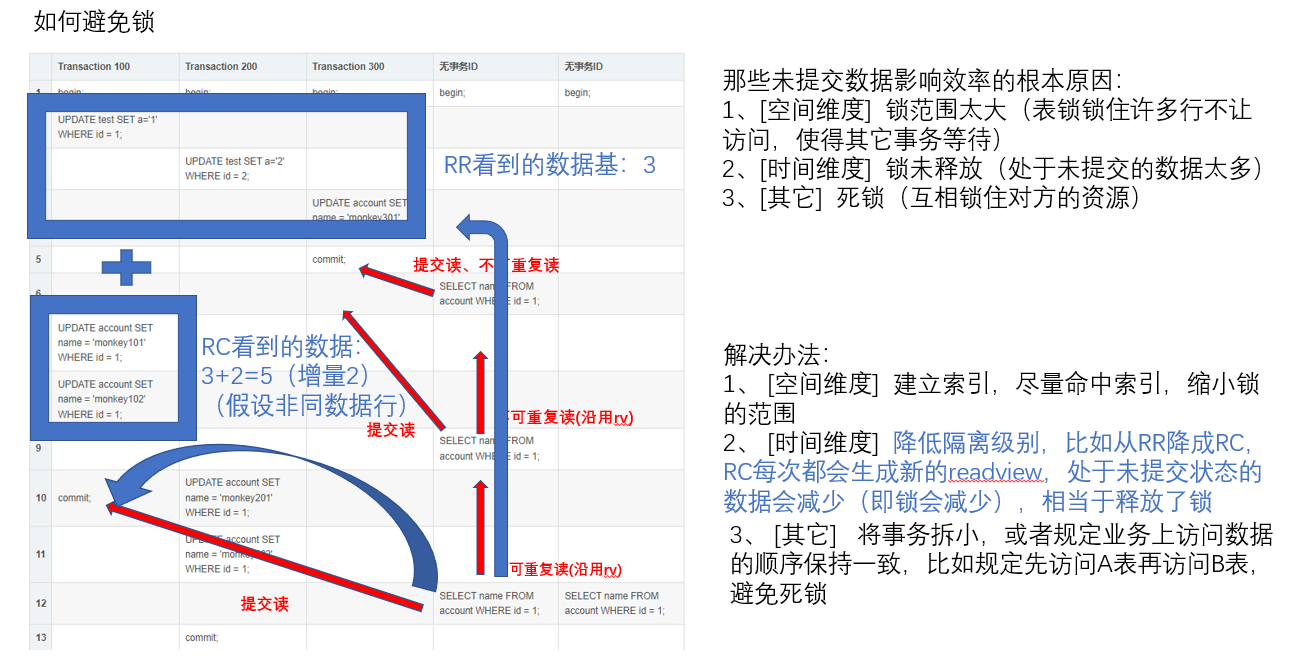 如何避免锁
Transaction 100
Transaction 200
Transaction 300
无事务ID
无事务ID
1
begin;
begin;
begin;
begin;
begin;
UPDATE test SET a='1'
WHERE id = 1;
UPDATE test SET a='2'
WHERE id = 2;
RR看到的数据基：3
UPDATE account SET
name = 'monkey301'
5
commit;
提交读、不可重复读
6
SELECT name FROM
account WHERE id = 1;
UPDATE account SET
name = 'monkey101'
WHERE id = 1;
UPDATE account SET
name = 'monkey102'
WHERE id = 1;
RC看到的数据：
3+2=5（增量2）
（假设非同数据行）
提交读
可重复读(沿用rv)
9
SELECT name FROM
account WHERE id = 1;
10
commit;
UPDATE account SET
name = 'monkey201'
WHERE id = 1;
11
UPDATE account SET
name = 'monkey202'
WHERE id = 1;
可重复读(沿用rv)
提交读
12
SELECT name FROM
account WHERE id = 1;
SELECT name FROM
account WHERE id = 1;
13
commit;
那些未提交数据影响效率的根本原因：
1、[空间维度] 锁范围太大（表锁锁住许多行不让
访问，使得其它事务等待）
2、[时间维度] 锁未释放（处于未提交的数据太多）
3、[其它] 死锁（互相锁住对方的资源）
解决办法：
1、 [空间维度] 建立索引，尽量命中索引，缩小锁
的范围
2、 [时间维度] 降低隔离级别，比如从RR降成RC，
RC每次都会生成新的readview，处于未提交状态的
数据会减少（即锁会减少），相当于释放了锁
3、 [其它] 将事务拆小，或者规定业务上访问数据
的顺序保持一致，比如规定先访问A表再访问B表，
避免死锁